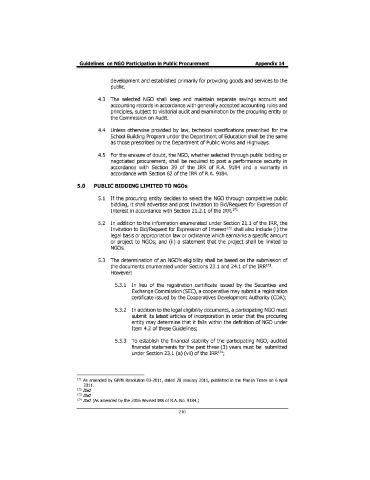 Guidelines on NGO Participation in Public Procurement Appendix 14
development and established primarily for providing goods and services to the
public.
4.3 The selected NGO shall keep and maintain separate savings account and
accounting records in accordance with generally accepted accounting rules and
principles, subject to visitorial audit and examination by the procuring entity or
the Commission on Audit.
4.4 Unless otherwise provided by law, technical specifications prescribed for the
School Building Program under the Department of Education shall be the same
as those prescribed by the Department of Public Works and Highways.
4.5 For the erasure of doubt, the NGO, whether selected through public bidding or
negotiated procurement, shall be required to post a performance security in
accordance with Section 39 of the IRR of R.A. 9184 and a warranty in
accordance with Section 62 of the IRR of R.A. 9184.
5.0 PUBLIC BIDDING LIMITED TO NGOs
5.1 If the procuring entity decides to select the NGO through competitive public
bidding, it shall advertise and post Invitation to Bid/Request for Expression of
Interest in accordance with Section 21.2.1 of the IRR.
5.2 In addition to the information enumerated under Section 21.1 of the IRR, the
Invitation to Bid/Request for Expression of Interest shall also include (i) the
legal basis or appropriation law or ordinance which earmarks a specific amount
or project to NGOs; and (ii) a statement that the project shall be limited to
NGOs.
5.3 The determination of an NGO's eligibility shall be based on the submission of
the documents enumerated under Sections 23.1 and 24.1 of the IRR.
However:
5.3.1 In lieu of the registration certificate issued by the Securities and
Exchange Commission (SEC), a cooperative may submit a registration
certificate issued by the Cooperatives Development Authority (CDA);
5.3.2 In addition to the legal eligibility documents, a participating NGO must
submit its latest articles of incorporation in order that the procuring
entity may determine that it falls within the definition of NGO under
Item 4.2 of these Guidelines;
5.3.3 To establish the financial stability of the participating NGO, audited
financial statements for the past three (3) years must be submitted
under Section 23.1 (a) (vii) of the IRR;
As amended by GPPB Resolution 03-2011, dated 28 January 2011, published in the Manila Times on 6 April
2011.
Ibid
Ibid
Ibid (As amended by the 2016 Revised IRR of R.A. No. 9184.)
210